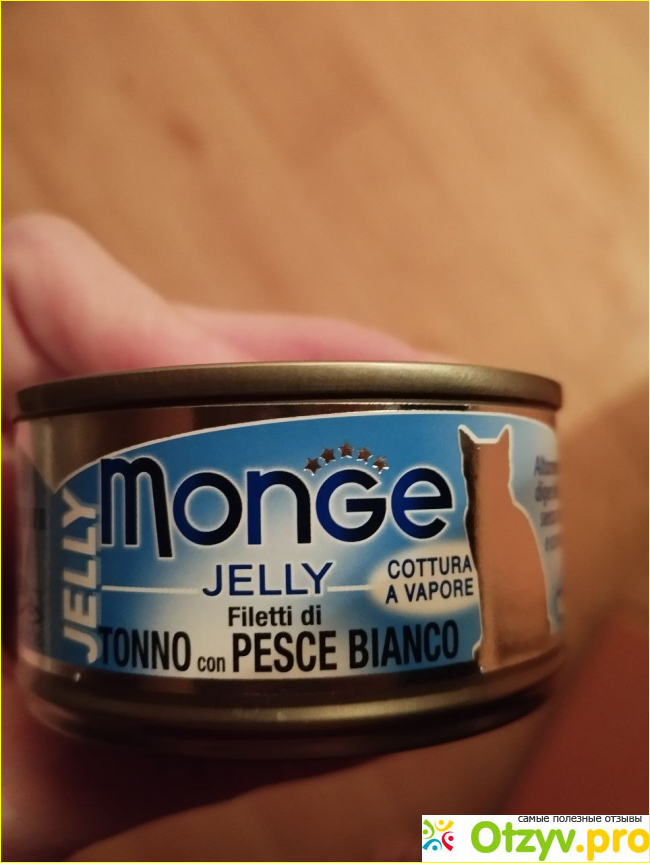 monGe
JELLY
JELLY
COTTURA
A VAPORE
Filetti di
TONNO con PESCE BIANCO
самые полезные отзывы
Otzyv.pro